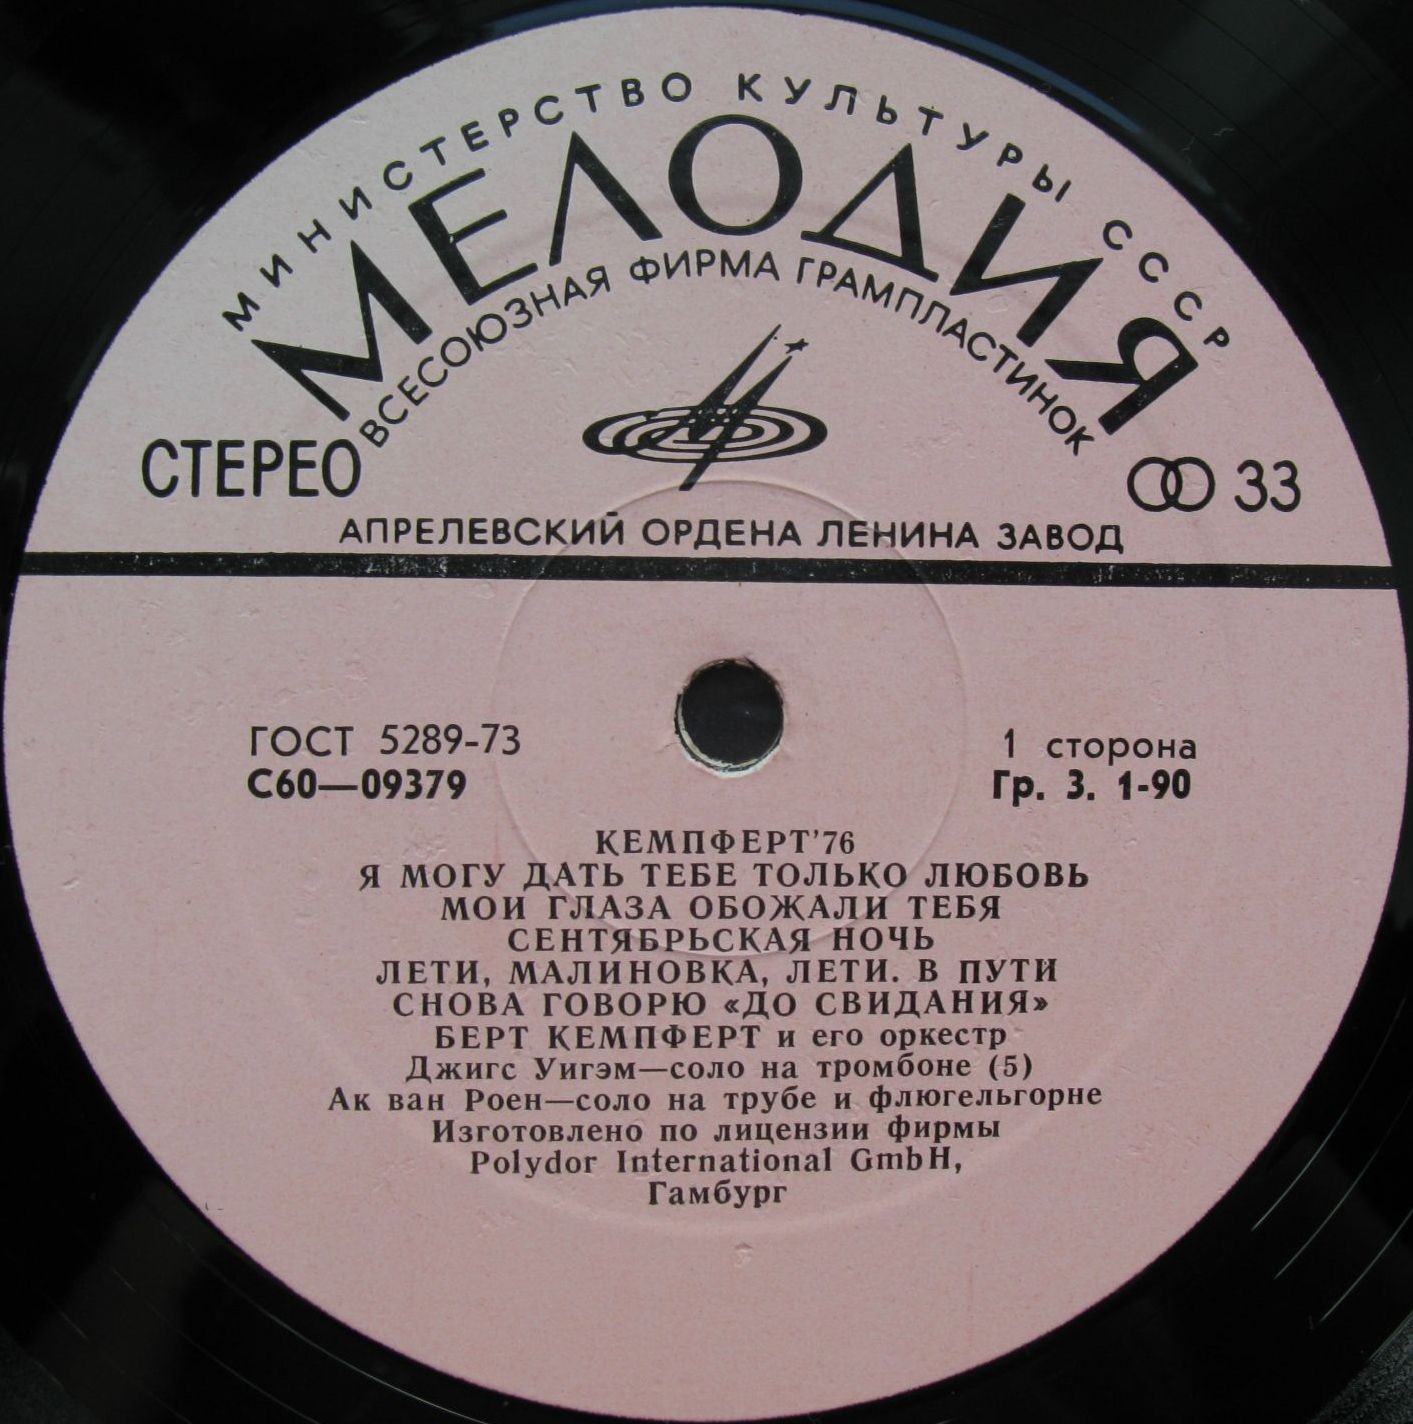 МИНИСТЕРСТВО КУЛЬТУРЫ СССР
МЕЛОДИЯ
ВСЕСОЮЗНАЯ ФИРМА ГРАМПЛАСТИНОК
СТЕРЕО
33
АПРЕЛЕВСКИЙ ОРДЕНА ЛЕНИНА ЗАВОД
ГОСТ 5289-73
1 сторона
С60—09379
Гр. 3. 1-90
КЕМПФЕРТ'76
Я МОГУ ДАТЬ ТЕБЕ ТОЛЬКО ЛЮБОВЬ
МОИ ГЛАЗА ОБОЖАЛИ ТЕБЯ
СЕНТЯБРЬСКАЯ НОЧЬ
ЛЕТИ, МАЛИНОВКА, ЛЕТИ. В ПУТИ
СНОВА ГОВОРЮ «ДО СВИДАНИЯ»
БЕРТ КЕМПФЕРТ и его оркестр
Джигс Уигэм—соло на тромбоне (5)
Ак ван Роен—соло на трубе и флюгельгорне
Изготовлено по лицензии фирмы
Polydor International GmbH,
Гамбург